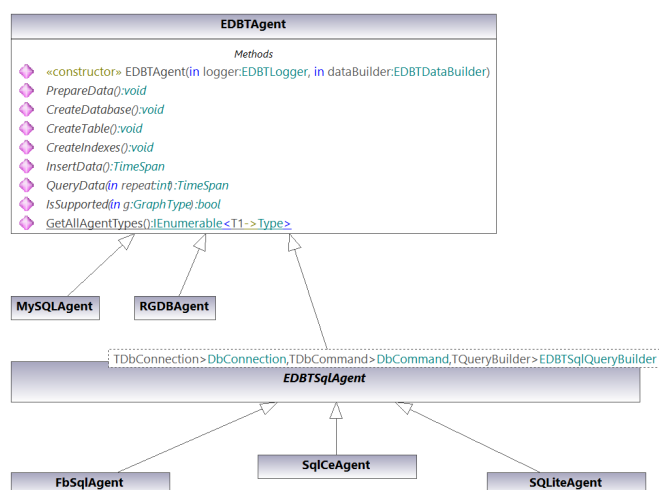 EDBTAgent
Methods
«constructor» EDBTAgent(in logger:EDBTLogger, in dataBuilder:EDBTDataBuilder)
PrepareData():void
CreateDatabase():void
CreateTable():void
CreateIndexes():void
InsertData():TimeSpan
QueryData(in repeat:int):TimeSpan
IsSupported(in g:GraphType):bool
GetAllAgentTypes():IEnumerable<T1->Type>
MySQLAgent
RGDBAgent
TDbConnection>DbConnection,TDbCommand>DbCommand,TQueryBuilder>EDBTSqlQueryBuilder
EDBTSqlAgent
SqlCeAgent
FbSqlAgent
SQLiteAgent